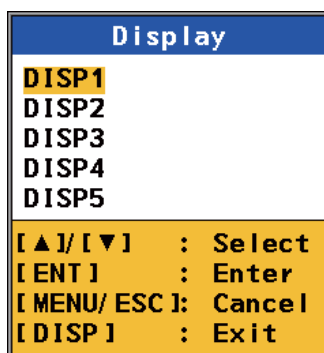 Display
DISP1
DISP2
DISP3
DISP4
DISP5
[▲]/[▼] : Select
[ENT] : Enter
[MENU/ESC]: Cancel
[DISP] : Exit